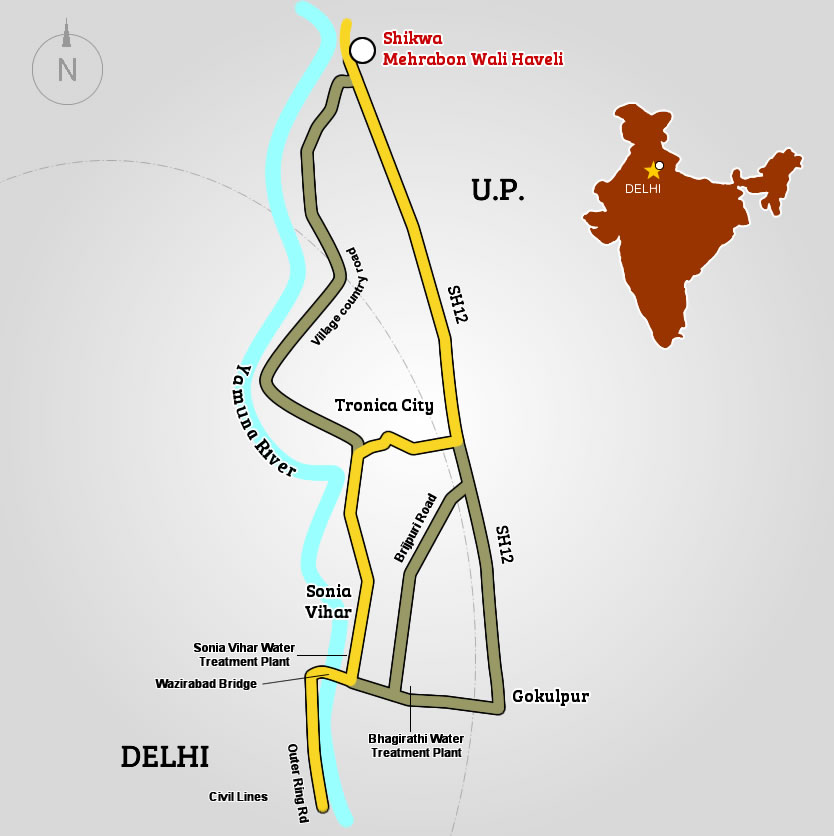 Shikwa
Mehrabon Wali Haveli
N
U.P.
DELHI
Village country road
SH12
Yamuna River
Tronica City
Brijpuri Road
SH12
Sonia
Vihar
Sonia Vihar Water
Treatment Plant
Wazirabad Bridge
Gokulpur
Bhagirathi Water
Treatment Plant
DELHI
Outer Ring Rd
Civil Lines